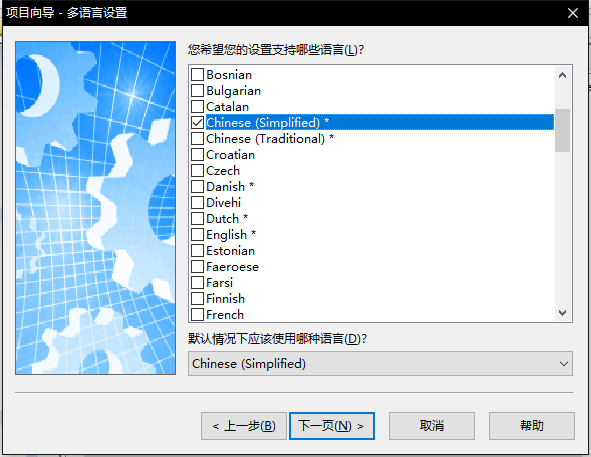 项目向导 - 多语言设置
您希望您的设置支持哪些语言(L)?
Bosnian
Bulgarian
Catalan
Chinese (Simplified) *
Chinese (Traditional) *
Croatian
Czech
Danish *
Divehi
Dutch *
English *
Estonian
Faeroese
Farsi
Finnish
French
默认情况下应该使用哪种语言(D)?
Chinese (Simplified)
< 上一步(B) 下一页(N) > 取消 帮助